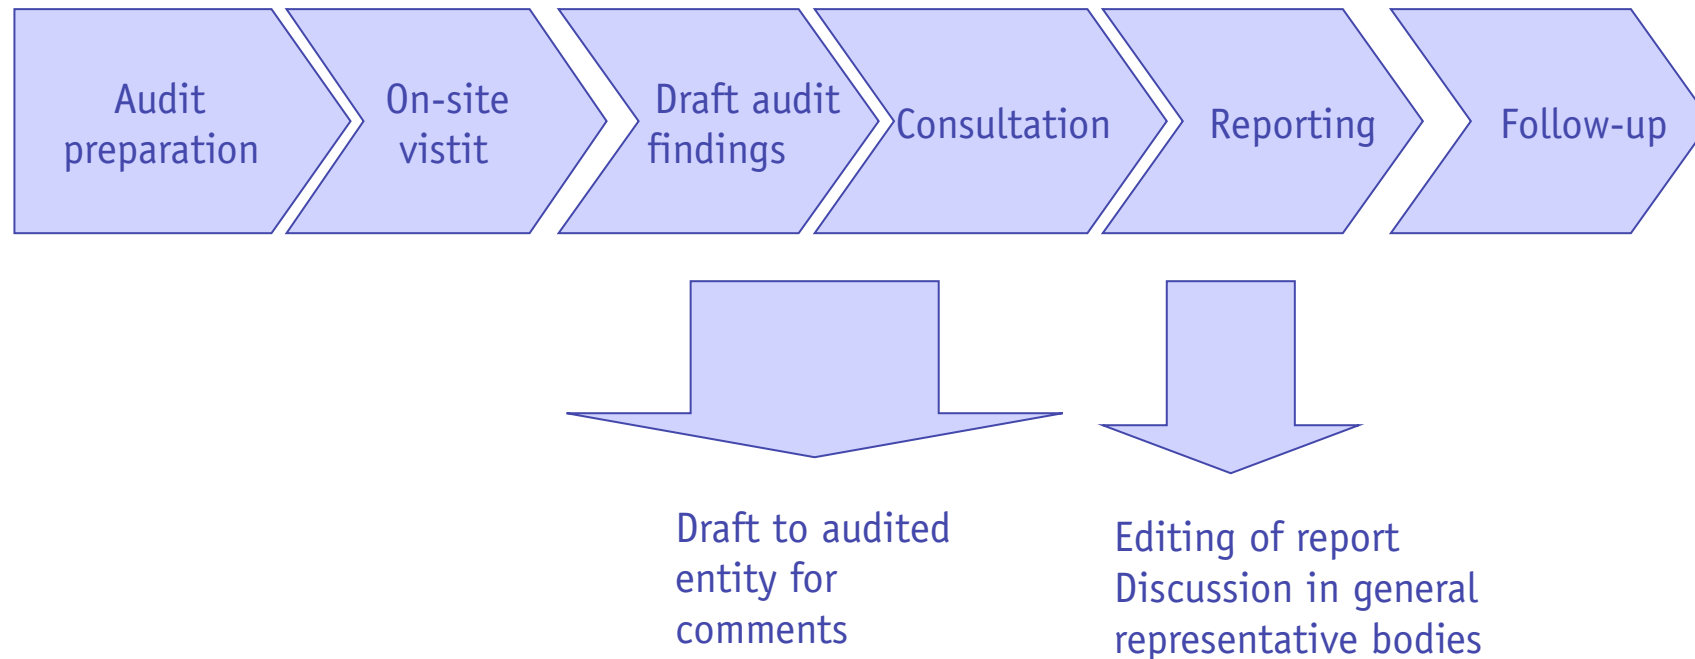 Audit
preparation
On-site
vistit
Draft audit
findings
Consultation
Reporting
Follow-up
Draft to audited
entity for
comments
Editing of report
Discussion in general
representative bodies